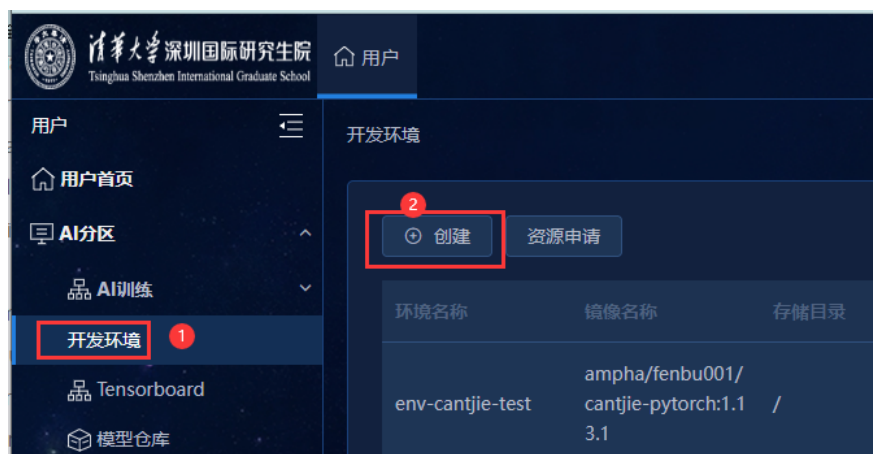 清华大学深圳国际研究生院
Tsinghua Shenzhen International Graduate School
用户
用户
用户首页
AI分区
AI训练
开发环境
1
Tensorboard
模型仓库
开发环境
2
创建
资源申请
环境名称
镜像名称
存储目录
env-cantjie-test
ampha/fenbu001/
cantjie-pytorch:1.1
3.1
/